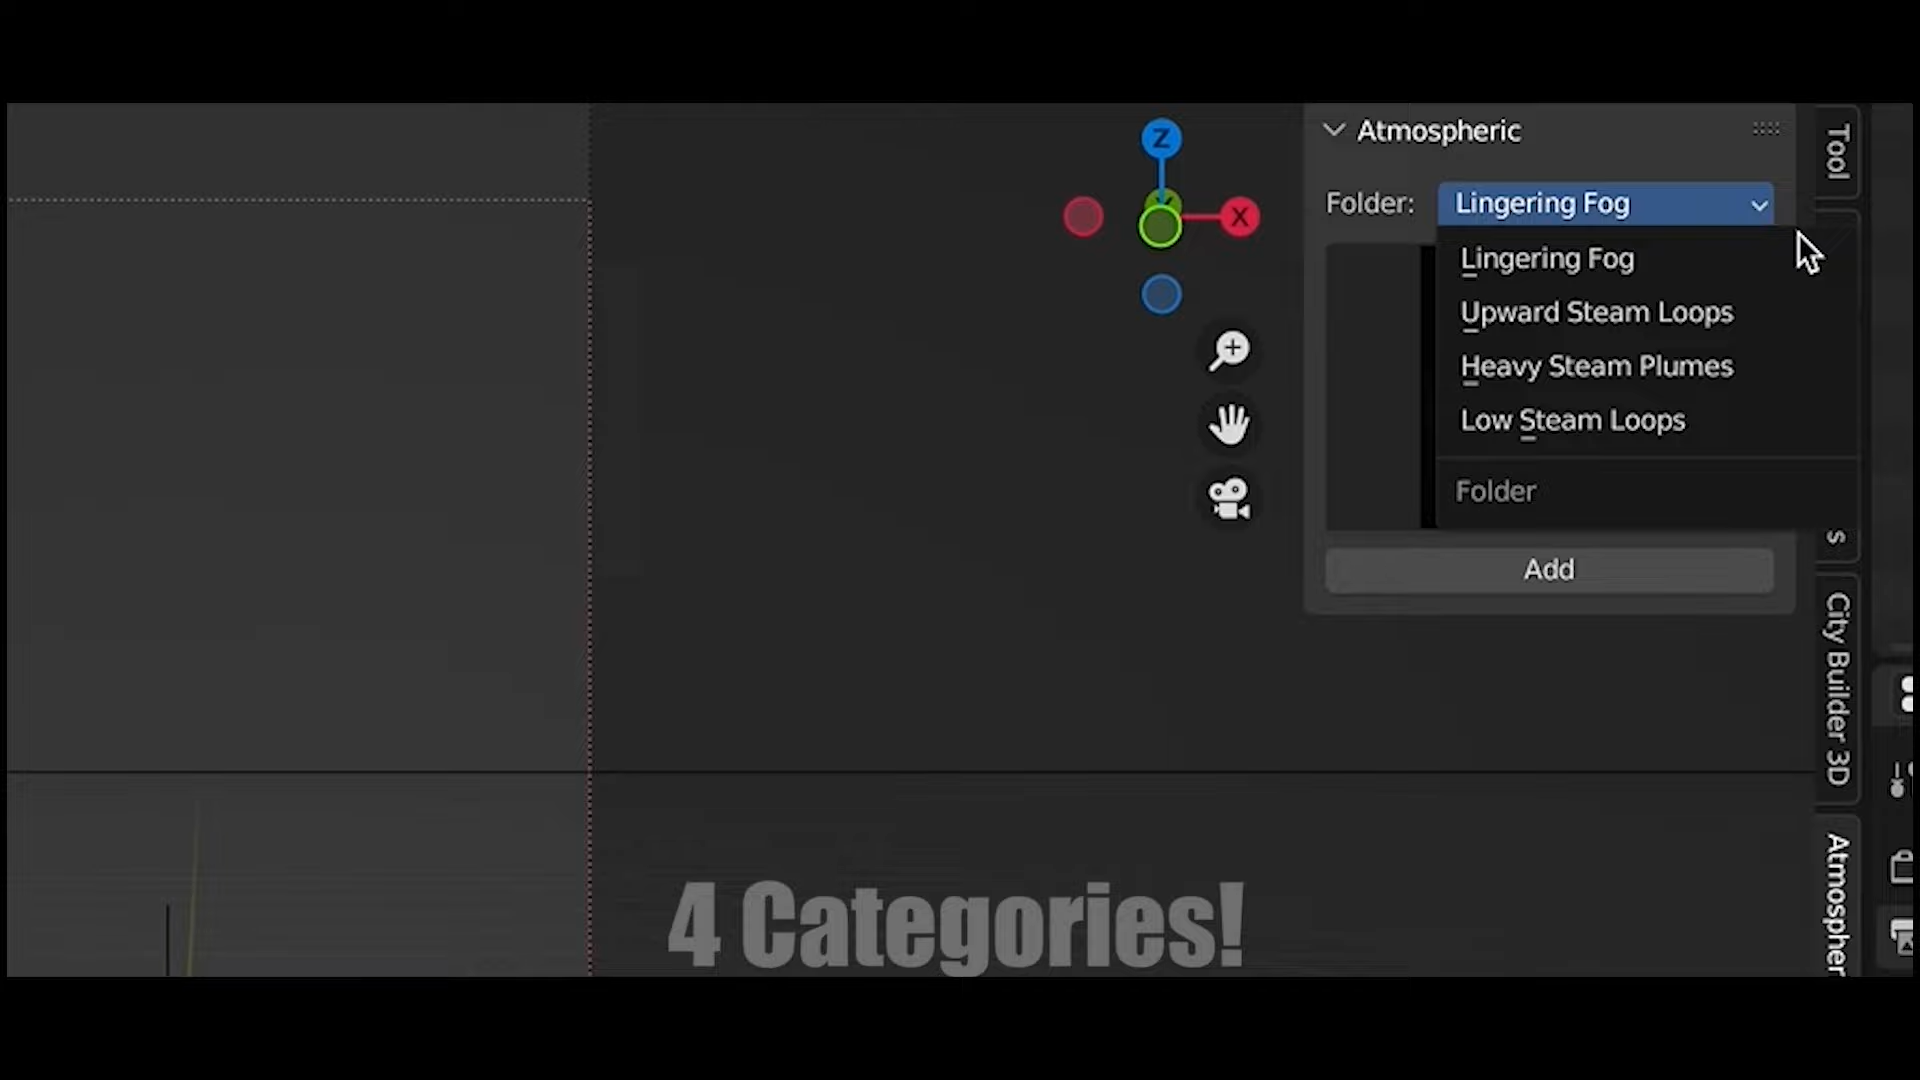 Atmospheric
Tool
Folder:
Lingering Fog
Lingering Fog
Upward Steam Loops
Heavy Steam Plumes
Low Steam Loops
Folder
s
Add
City Builder 3D
Atmospher
Z
X
4 Categories!